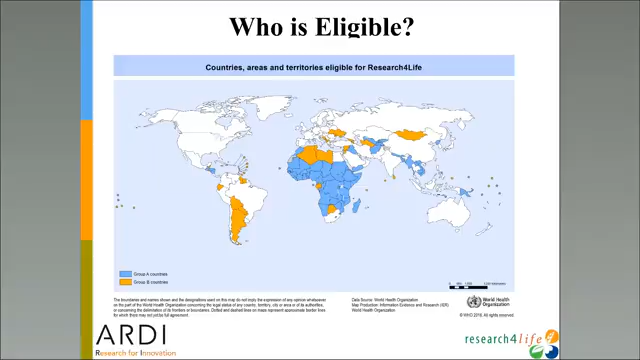 Who is Eligible?
Countries, areas and territories eligible for Research4Life
Group A countries
Group B countries
The boundaries and names shown and the designations used on this map do not imply the expression of any opinion whatsoever
on the part of the World Health Organization concerning the legal status of any country, territory, city or area or of its authorities,
or concerning the delimitation of its frontiers or boundaries. Dotted and dashed lines on maps represent approximate border lines
for which there may not yet be full agreement.
Data Source: World Health Organization
Map Production: Information Evidence and Research (IER)
World Health Organization
World Health
Organization
© WHO 2016. All rights reserved.
ARDI
Research for Innovation
research4life